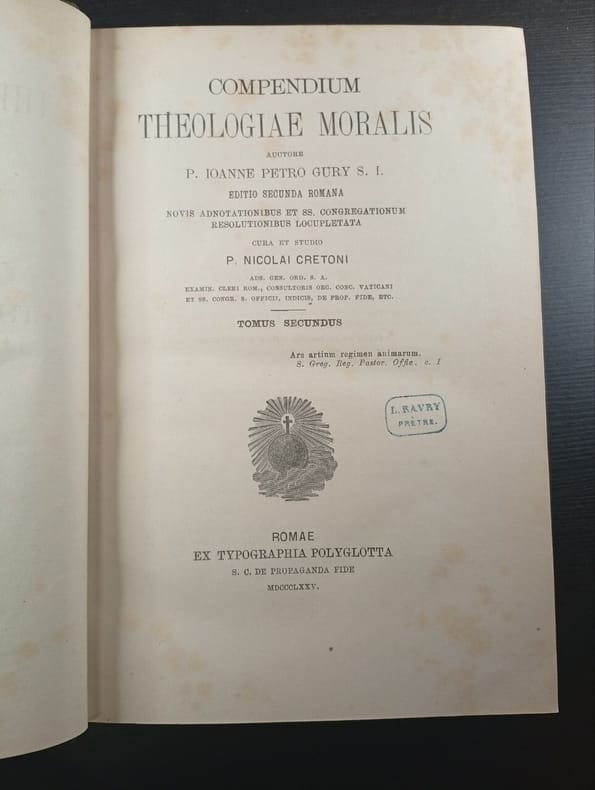 COMPENDIUM
THEOLOGIAE MORALIS
AUCTORE
P. IOANNE PETRO GURY S. I.
EDITIO SECUNDA ROMANA
NOVIS ADNOTATIONIBUS ET SS. CONGREGATIONUM
RESOLUTIONIBUS LOCUPLETATA
CURA ET STUDIO
P. NICOLAI CRETONI
ADS. GEN. ORD. S. A.
EXAMIN. CLERI ROM., CONSULTORIS OEC. CONC. VATICANI
ET SS. CONGR. S. OFFICII, INDICIS, DE PROP. FIDE, ETC.
TOMUS SECUNDUS
Ars artium regimen animarum.
S. Greg. Reg. Pastor. Offic. c. I
L. RAVRY
PRÊTRE.
ROMAE
EX TYPOGRAPHIA POLYGLOTTA
S. C. DE PROPAGANDA FIDE
MDCCCLXXV.